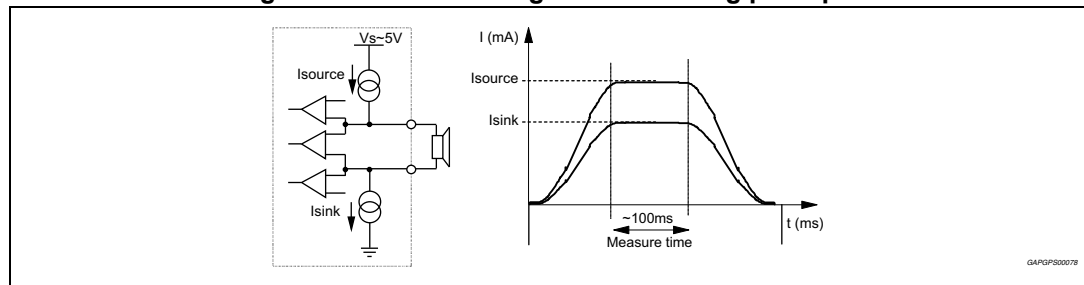 Vs~5V
Isource
Isink
I (mA)
Isource
Isink
~100ms
Measure time
t (ms)
GAPGPS00078